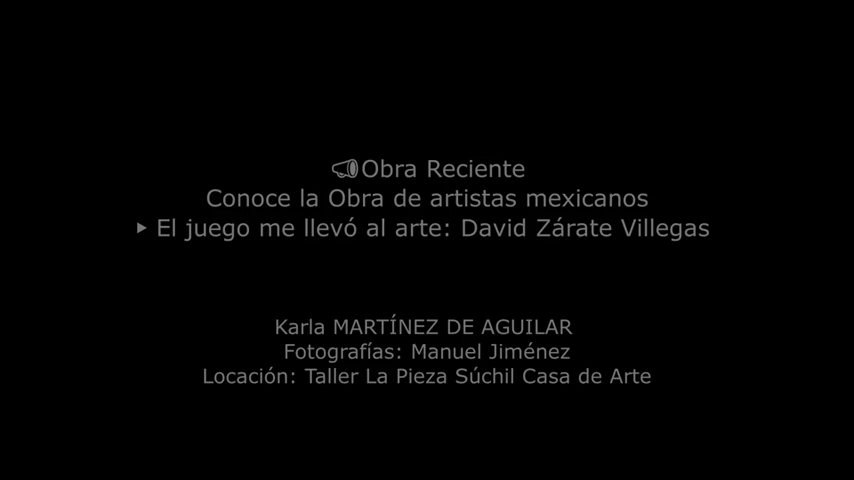 Obra Reciente
Conoce la Obra de artistas mexicanos
El juego me llevó al arte: David Zárate Villegas
Karla MARTÍNEZ DE AGUILAR
Fotografías: Manuel Jiménez
Locación: Taller La Pieza Súchil Casa de Arte